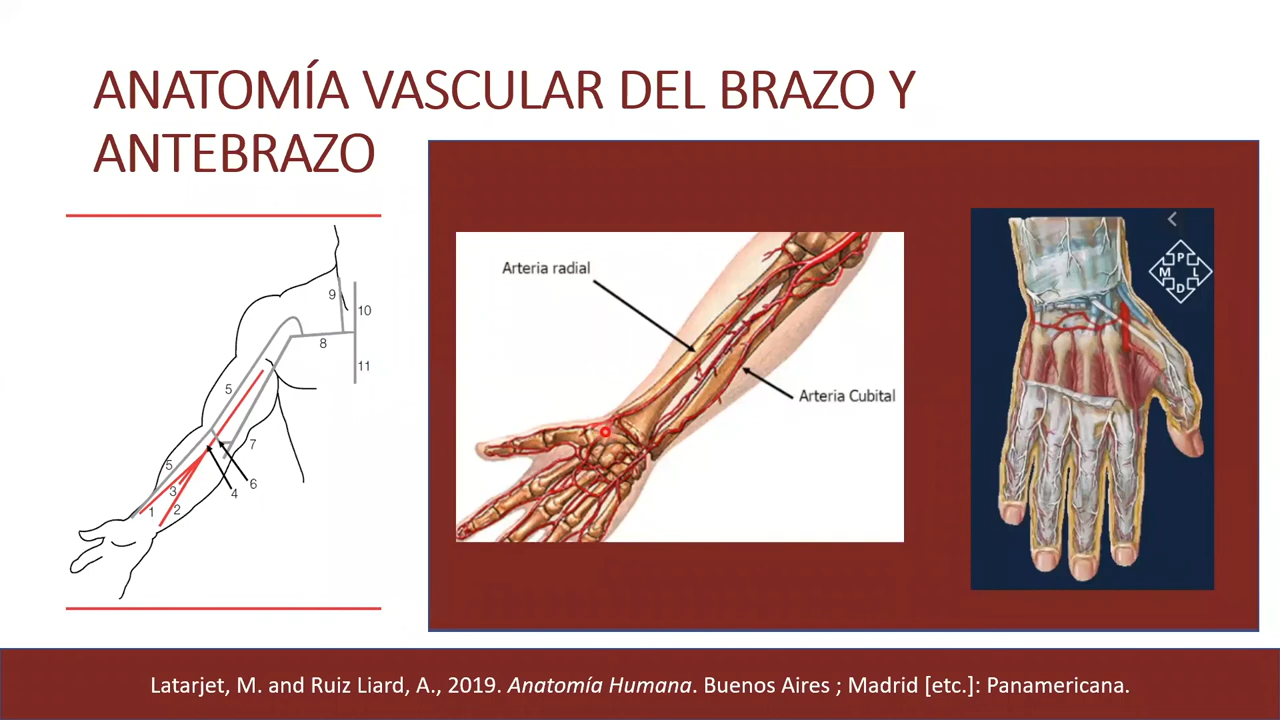 ANATOMÍA VASCULAR DEL BRAZO Y
ANTEBRAZO
9
10
8
11
5
7
5
6
4
3
1
2
Arteria radial
Arteria Cubital
P
M L
D
Latarjet, M. and Ruiz Liard, A., 2019. Anatomía Humana. Buenos Aires ; Madrid [etc.]: Panamericana.